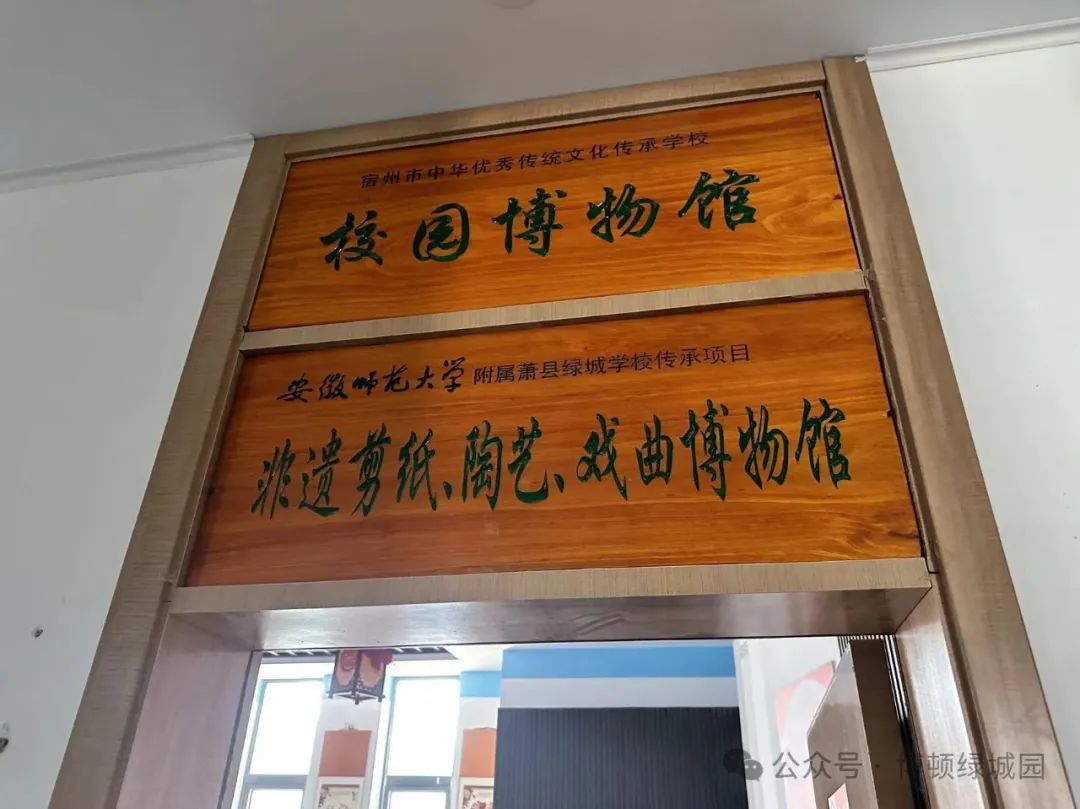 宿州市中华优秀传统文化传承学校
校园博物馆
安徽师范大学附属萧县绿城学校传承项目
非遗剪纸、陶艺、戏曲博物馆
公众号 · 博顿绿城园